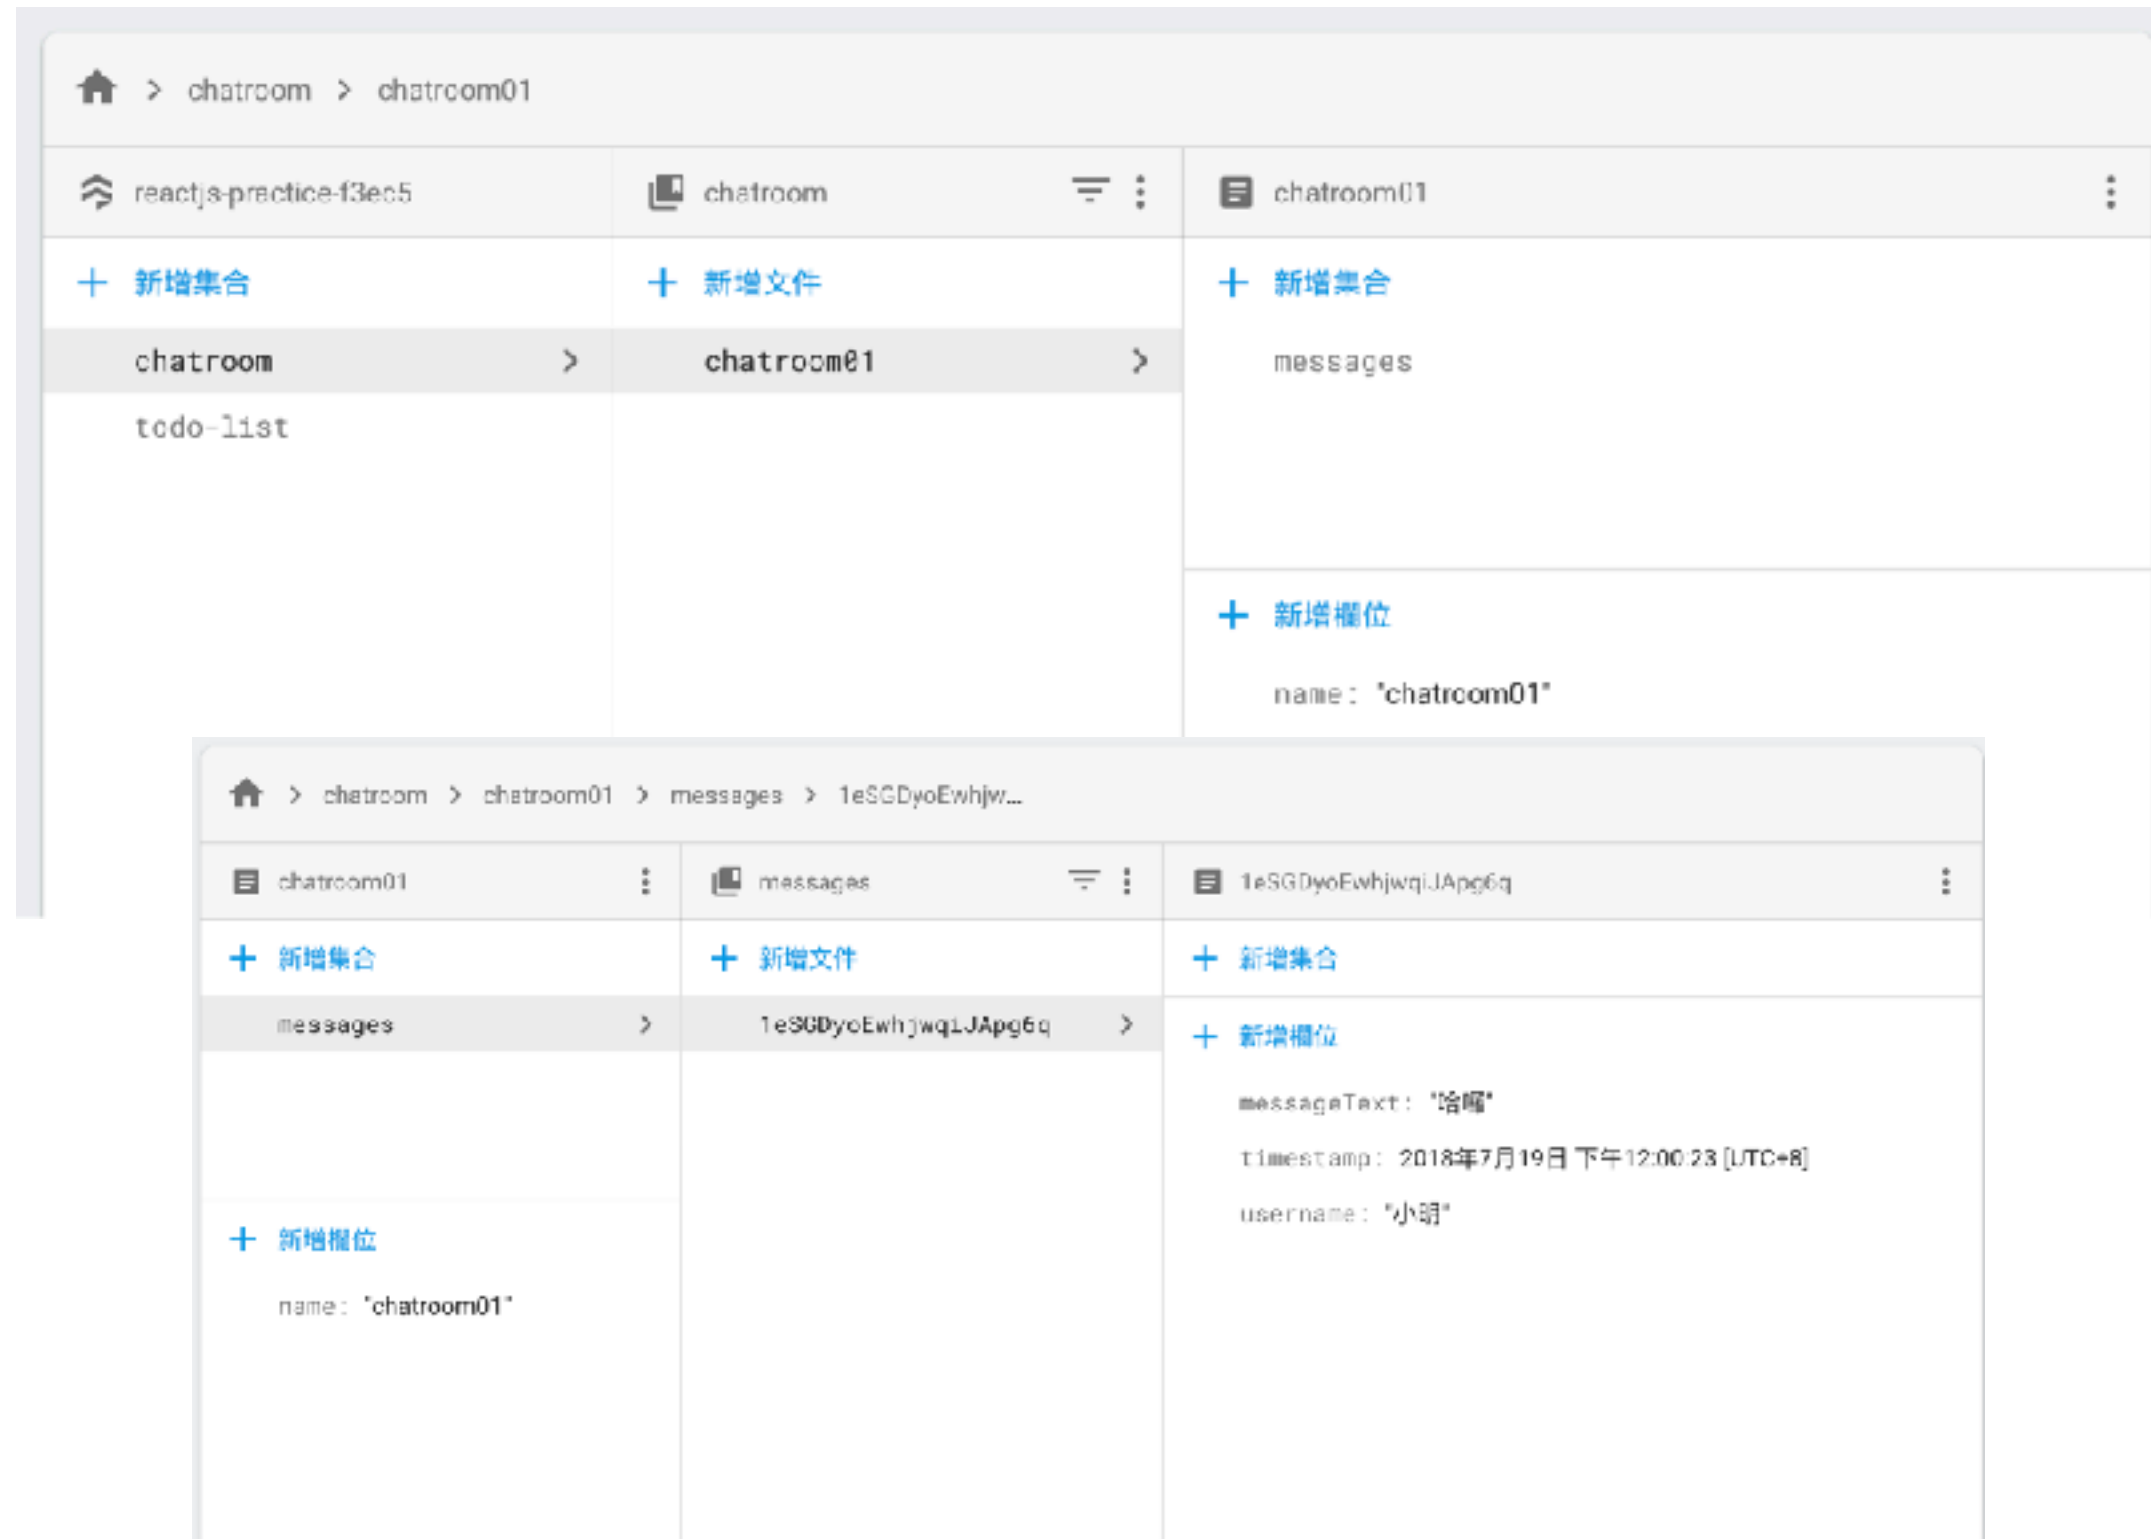 chatroom > chatroom01
reactjs-practice-f3ec5
chatroom
chatroom01
+ 新增集合
+ 新增文件
+ 新增集合
chatroom >
chatroom01 >
messages
todo-list
+ 新增欄位
name: "chatroom01"
> chatroom > chatroom01 > messages > 1eSGDyoEwhjw...
chatroom01
messages
1eSGDyoEwhjwqiJApg6q
+ 新增集合
+ 新增文件
+ 新增集合
messages >
1eSGDyoEwhjwqiJApg6q >
+ 新增欄位
messageText: "哈囉"
timestamp: 2018年7月19日 下午12:00:23 [UTC+8]
username: "小明"
+ 新增欄位
name: "chatroom01"